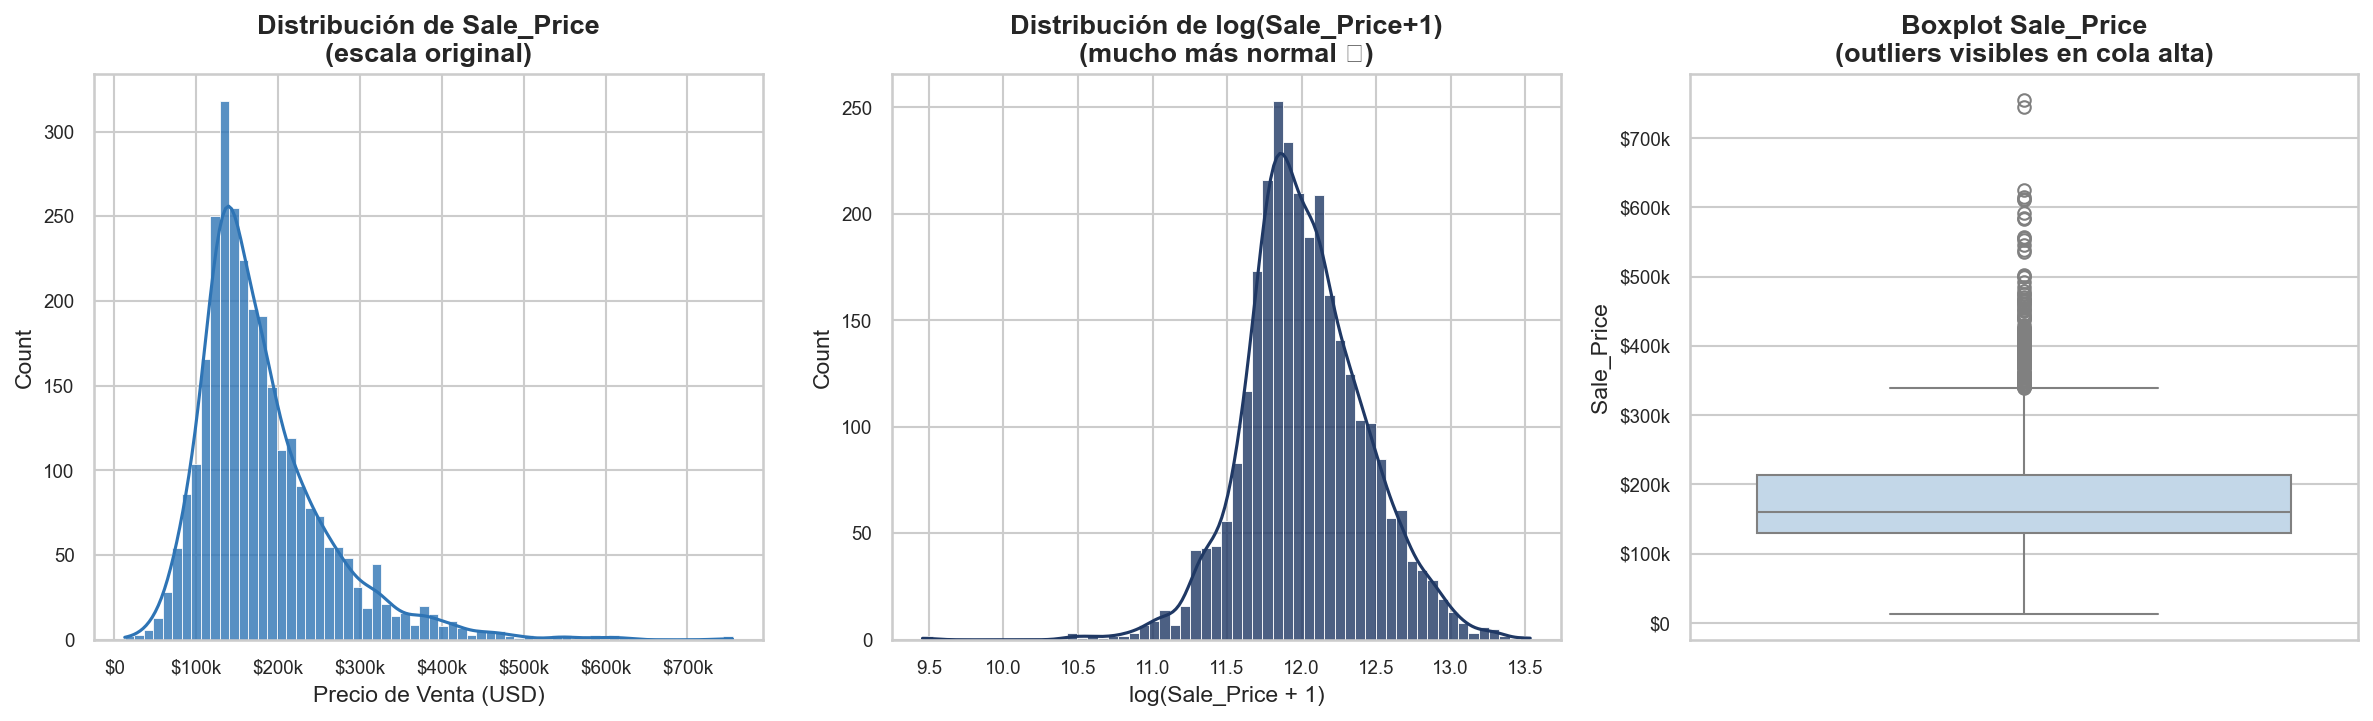 Distribución de Sale_Price
(escala original)
Count
300
250
200
150
100
50
0
$0 $100k $200k $300k $400k $500k $600k $700k
Precio de Venta (USD)
Distribución de log(Sale_Price+1)
(mucho más normal □)
Count
250
200
150
100
50
0
9.5 10.0 10.5 11.0 11.5 12.0 12.5 13.0 13.5
log(Sale_Price + 1)
Boxplot Sale_Price
(outliers visibles en cola alta)
Sale_Price
$700k
$600k
$500k
$400k
$300k
$200k
$100k
$0